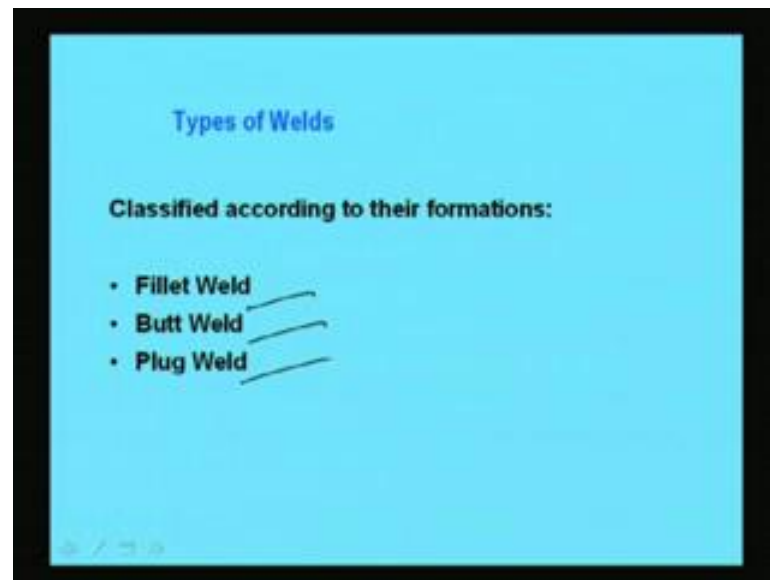 Types of Welds
Classified according to their formations:
• Fillet Weld
• Butt Weld
• Plug Weld